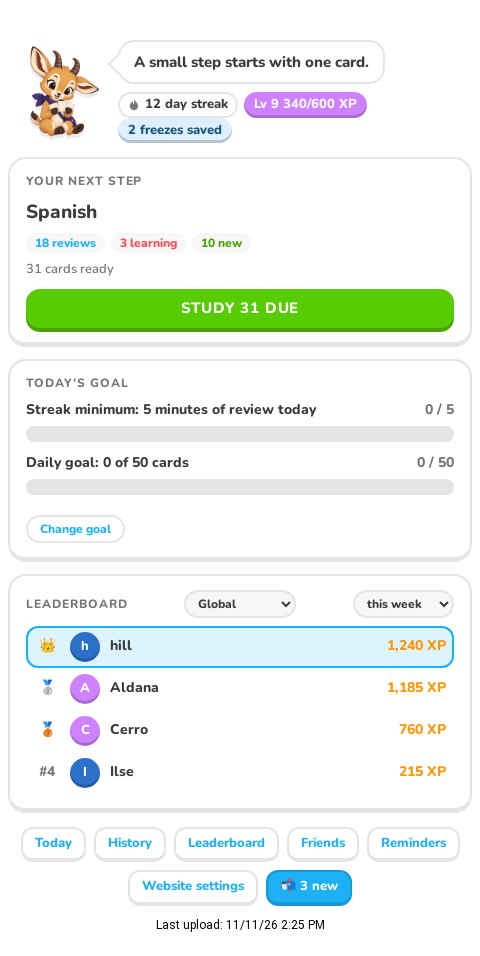 A small step starts with one card.
12 day streak
Lv 9 340/600 XP
2 freezes saved
YOUR NEXT STEP
Spanish
18 reviews
3 learning
10 new
31 cards ready
STUDY 31 DUE
TODAY'S GOAL
Streak minimum: 5 minutes of review today
0 / 5
Daily goal: 0 of 50 cards
0 / 50
Change goal
LEADERBOARD
Global
this week
h
hill
1,240 XP
A
Aldana
1,185 XP
C
Cerro
760 XP
#4
I
Ilse
215 XP
Today
History
Leaderboard
Friends
Reminders
Website settings
3 new
Last upload: 11/11/26 2:25 PM